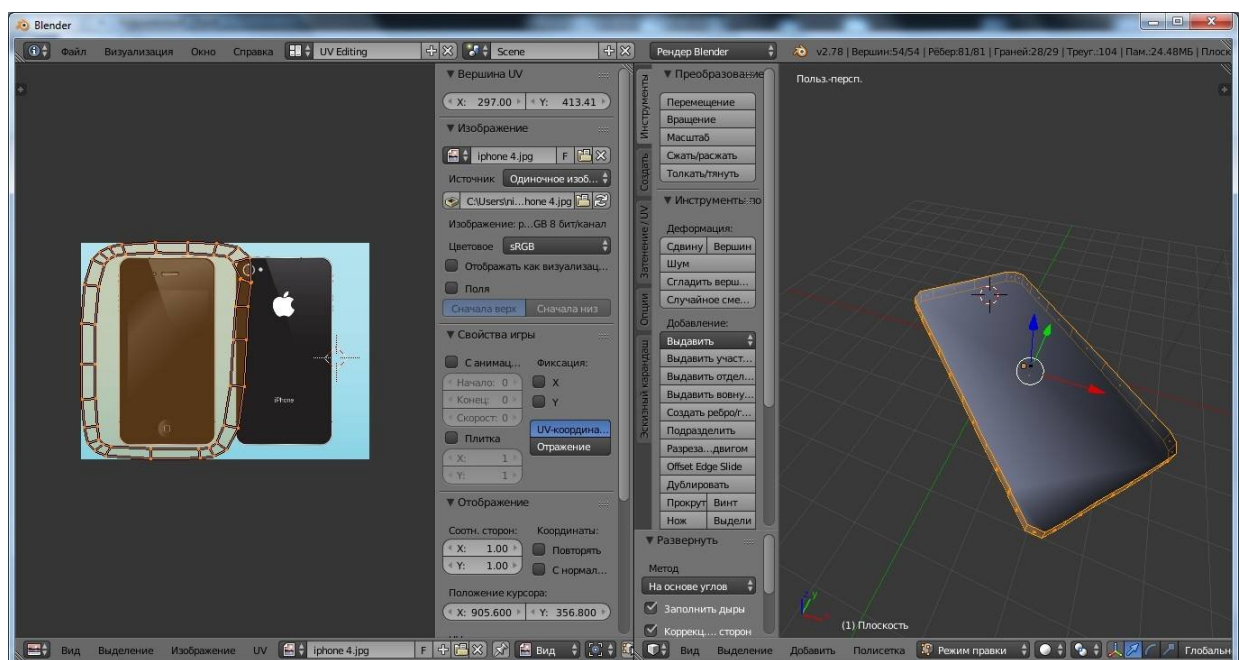 Blender
Файл Визуализация Окно Справка UV Editing Scene Рендер Blender v2.78 | Вершин:54/54 | Рёбер:81/81 | Граней:28/29 | Треуг.:104 | Пам.:24.48МБ | Плоск
Вершина UV
X: 297.00 Y: 413.41
Изображение
iphone 4.jpg F
Источник Одиночное изоб...
C:\Users\ni...hone 4.jpg
Изображение: р...GB 8 бит/канал
Цветовое sRGB
Отображать как визуализац...
Поля
Сначала верх Сначала низ
Свойства игры
С анимац... Фиксация:
Начало: 0 X
Конец: 0 Y
Скорост: 0
UV-координа...
Плитка Отражение
X: 1
Y: 1
Отображение
Соотн. сторон: Координаты:
X: 1.00 Повторять
Y: 1.00 С нормал...
Положение курсора:
X: 905.600 Y: 356.800
iPhone
Инструменты
Создать
Затенение / UV
Опции
Эскизный карандаш
Преобразование
Перемещение
Вращение
Масштаб
Сжать/расжать
Толкать/тянуть
Инструменты по
Деформация:
Сдвину Вершин
Шум
Сгладить верш...
Случайное сме...
Добавление:
Выдавить
Выдавить участ...
Выдавить отдел...
Выдавить вовну...
Создать ребро/г...
Подразделить
Разреза...двигом
Offset Edge Slide
Дублировать
Прокрут Винт
Нож Выдели
Развернуть
Метод
На основе углов
Заполнить дыры
Коррекц.... сторон
Польз.-персп.
(1) Плоскость
Вид Выделение Изображение UV iphone 4.jpg F Вид
Вид Выделение Добавить Полисетка Режим правки Глобальн